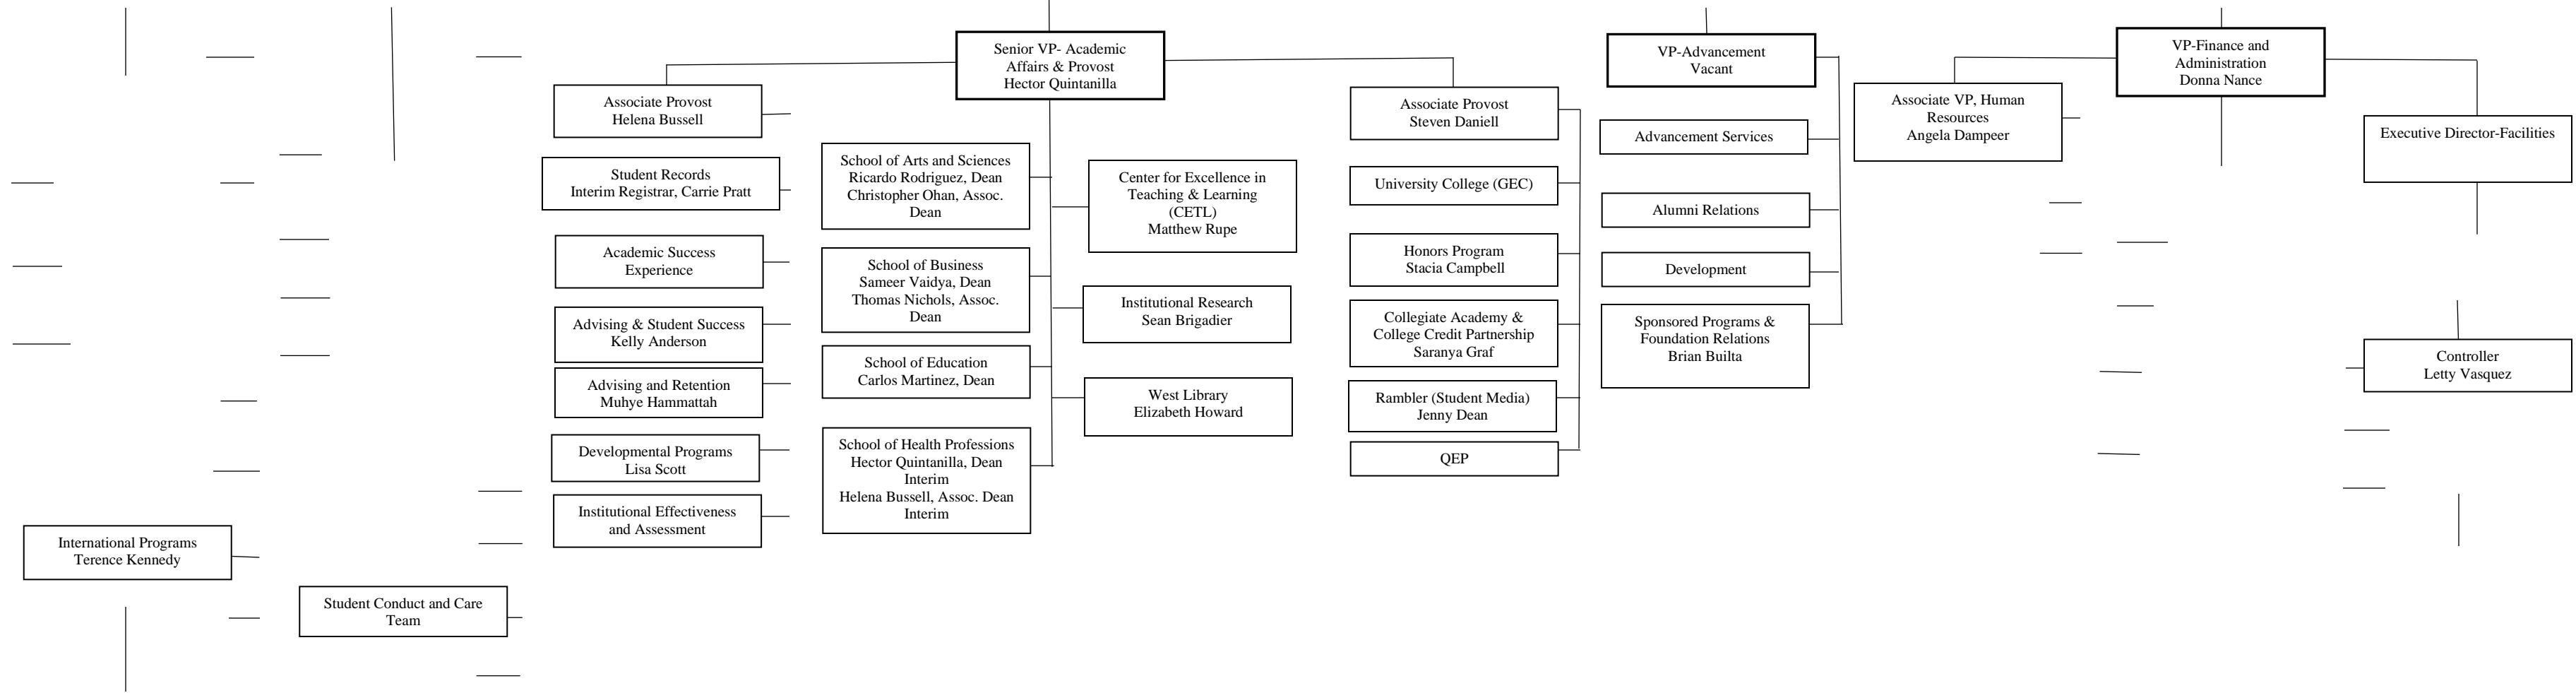 Senior VP- Academic
Affairs & Provost
Hector Quintanilla
VP-Advancement
Vacant
VP-Finance and
Administration
Donna Nance
Associate Provost
Helena Bussell
Student Records
Interim Registrar, Carrie Pratt
Academic Success
Experience
Advising & Student Success
Kelly Anderson
Advising and Retention
Muhye Hammattah
Developmental Programs
Lisa Scott
Institutional Effectiveness
and Assessment
School of Arts and Sciences
Ricardo Rodriguez, Dean
Christopher Ohan, Assoc.
Dean
School of Business
Sameer Vaidya, Dean
Thomas Nichols, Assoc.
Dean
School of Education
Carlos Martinez, Dean
School of Health Professions
Hector Quintanilla, Dean
Interim
Helena Bussell, Assoc. Dean
Interim
Center for Excellence in
Teaching & Learning
(CETL)
Matthew Rupe
Institutional Research
Sean Brigadier
West Library
Elizabeth Howard
Associate Provost
Steven Daniell
University College (GEC)
Honors Program
Stacia Campbell
Collegiate Academy &
College Credit Partnership
Saranya Graf
Rambler (Student Media)
Jenny Dean
QEP
Advancement Services
Alumni Relations
Development
Sponsored Programs &
Foundation Relations
Brian Builta
Associate VP, Human
Resources
Angela Dampeer
Executive Director-Facilities
Controller
Letty Vasquez
International Programs
Terence Kennedy
Student Conduct and Care
Team